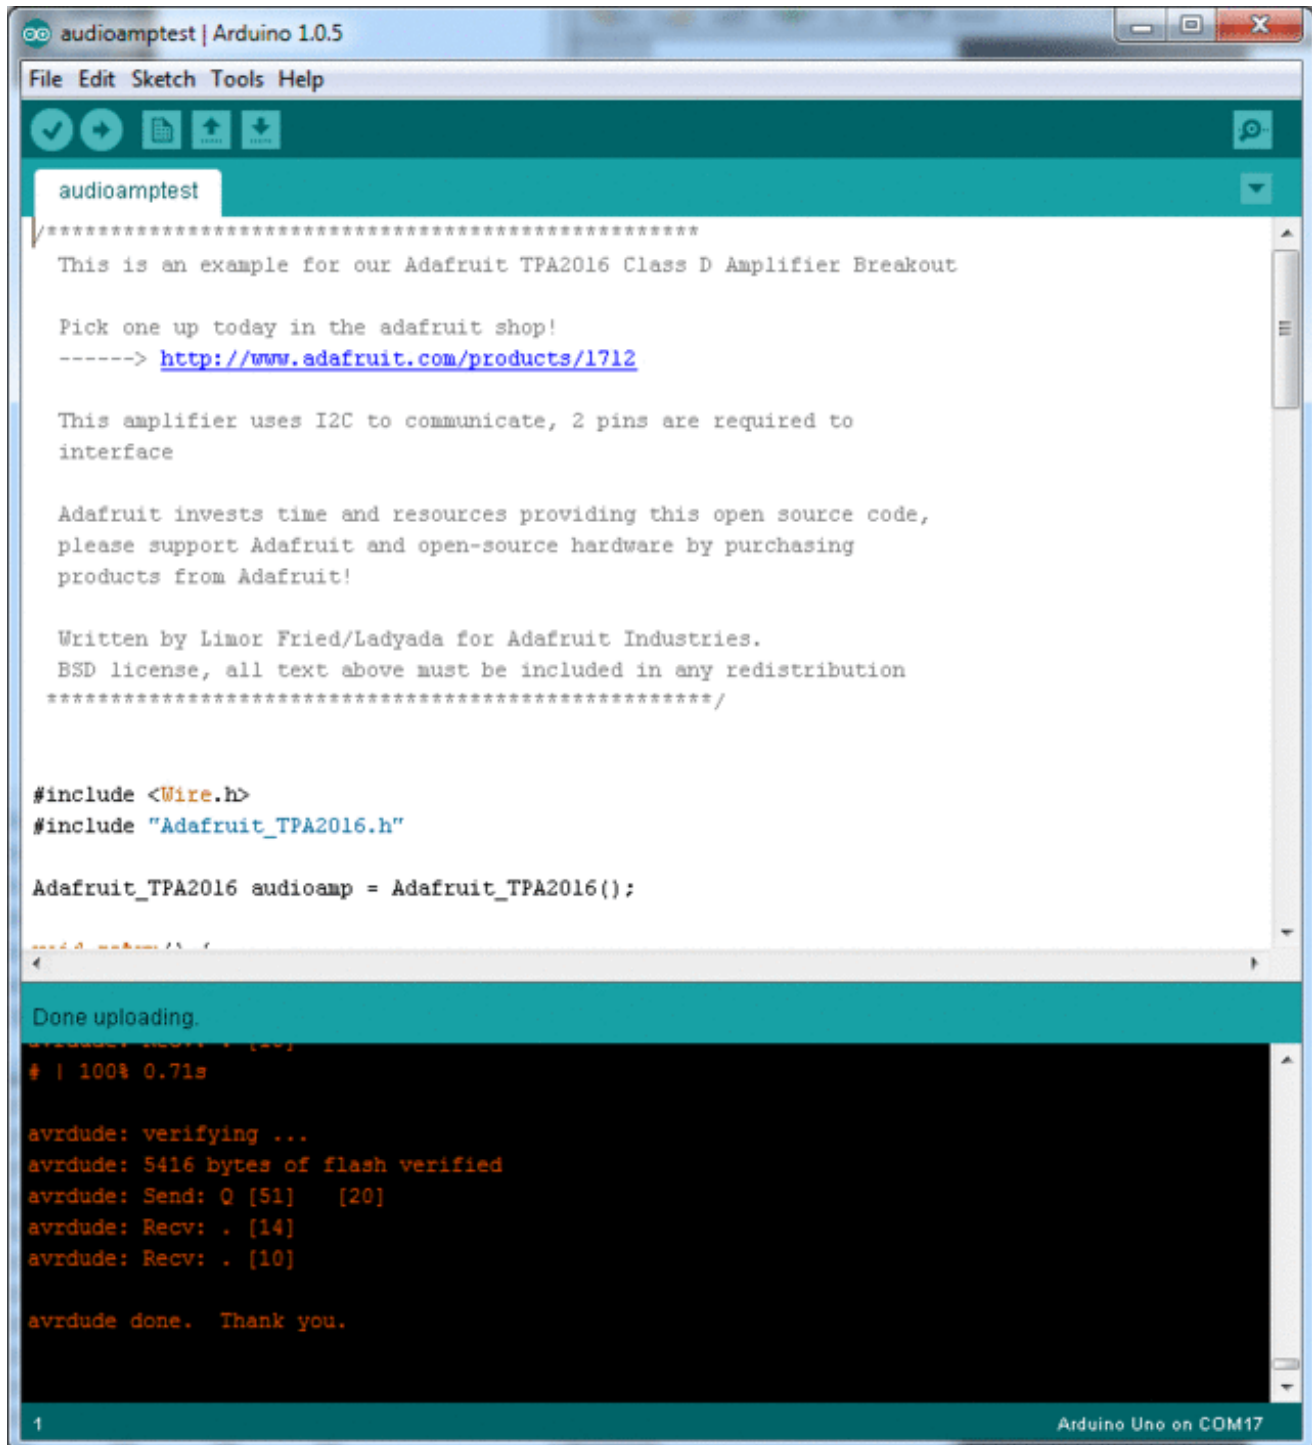 audioamptest | Arduino 1.0.5
File Edit Sketch Tools Help
audioamptest
/***************************************************
This is an example for our Adafruit TPA2016 Class D Amplifier Breakout
Pick one up today in the adafruit shop!
------> http://www.adafruit.com/products/1712
This amplifier uses I2C to communicate, 2 pins are required to
interface
Adafruit invests time and resources providing this open source code,
please support Adafruit and open-source hardware by purchasing
products from Adafruit!
Written by Limor Fried/Ladyada for Adafruit Industries.
BSD license, all text above must be included in any redistribution
****************************************************/
#include <Wire.h>
#include "Adafruit_TPA2016.h"
Adafruit_TPA2016 audioamp = Adafruit_TPA2016();
void setup() {
Done uploading.
avrdude: Recv: . [10]
# | 100% 0.71s
avrdude: verifying ...
avrdude: 5416 bytes of flash verified
avrdude: Send: Q [51]   [20]
avrdude: Recv: . [14]
avrdude: Recv: . [10]
avrdude done.  Thank you.
1
Arduino Uno on COM17